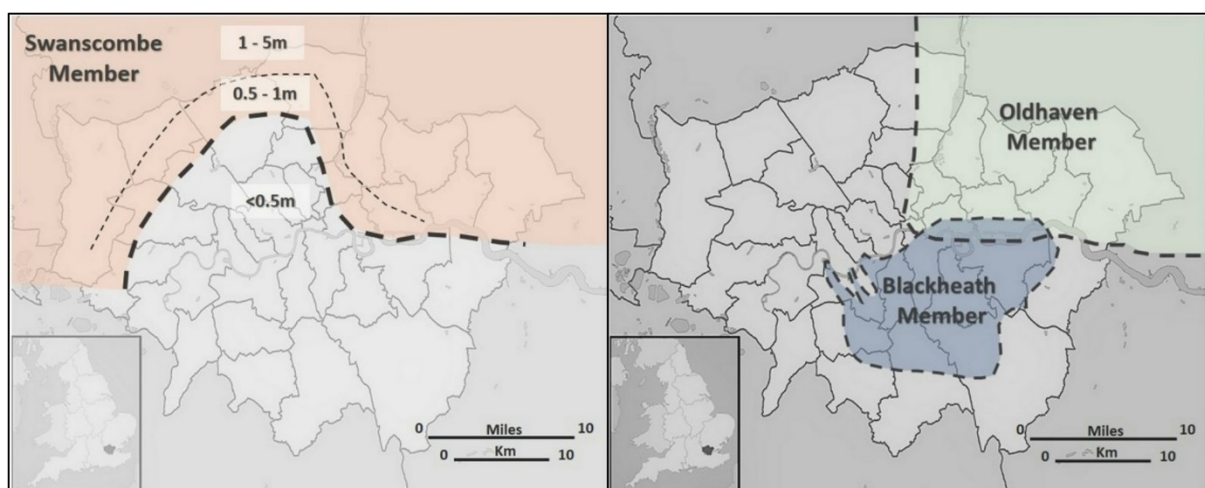 Swanscombe
Member
1 - 5m
0.5 - 1m
<0.5m
0 Miles 10
0 Km 10
Oldhaven
Member
Blackheath
Member
0 Miles 10
0 Km 10